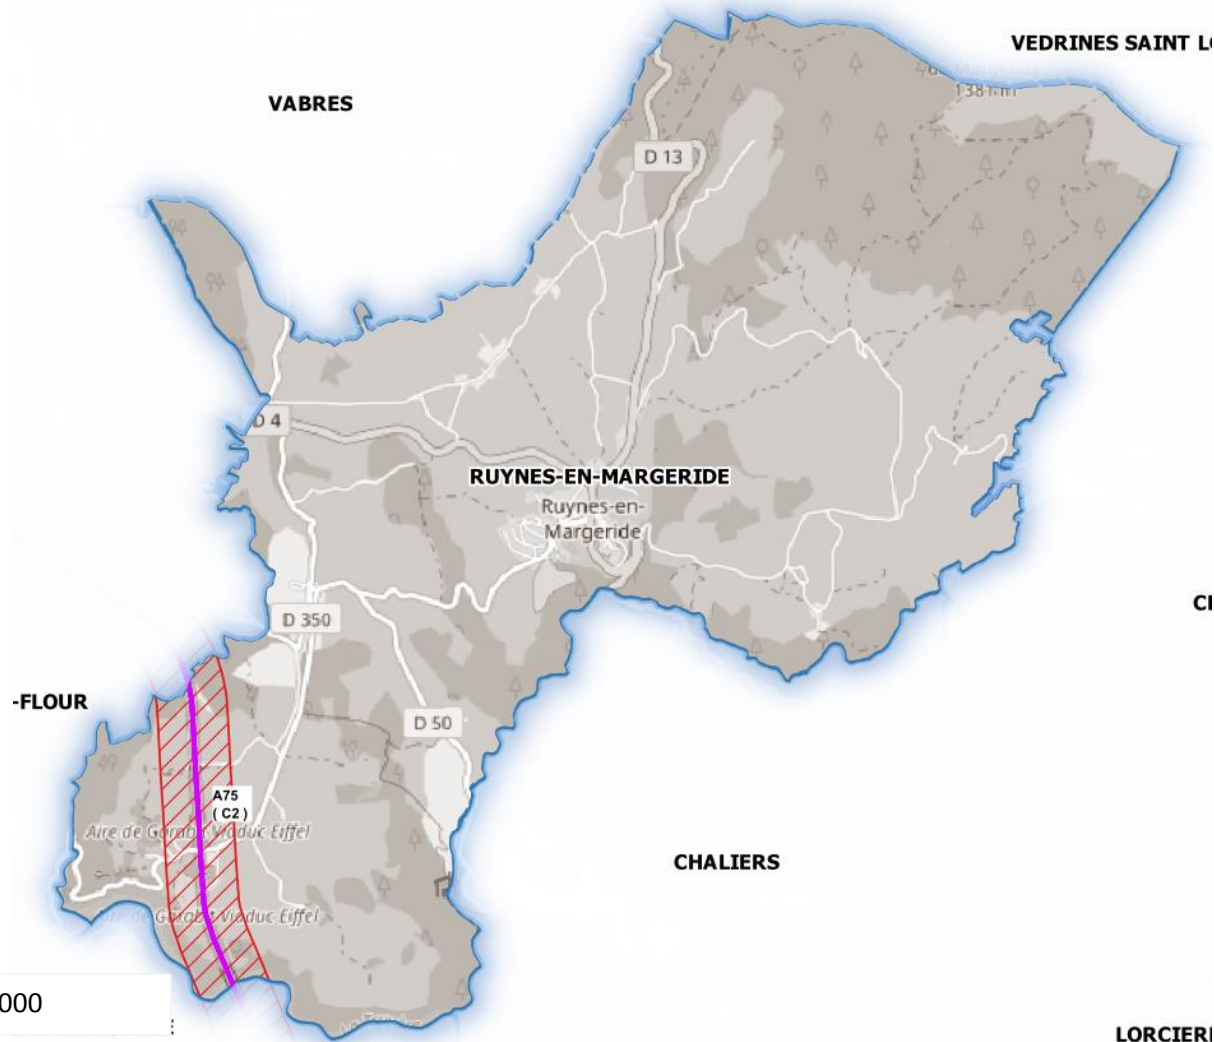 VEDRINES SAINT L
VABRES
1381 m
D 13
D 4
RUYNES-EN-MARGERIDE
Ruynes-en-
Margeride
D 350
-FLOUR
D 50
A75
( C2 )
Aire de Garabit Viaduc Eiffel
CHALIERS
Aire de Garabit Viaduc Eiffel
000
LORCIER